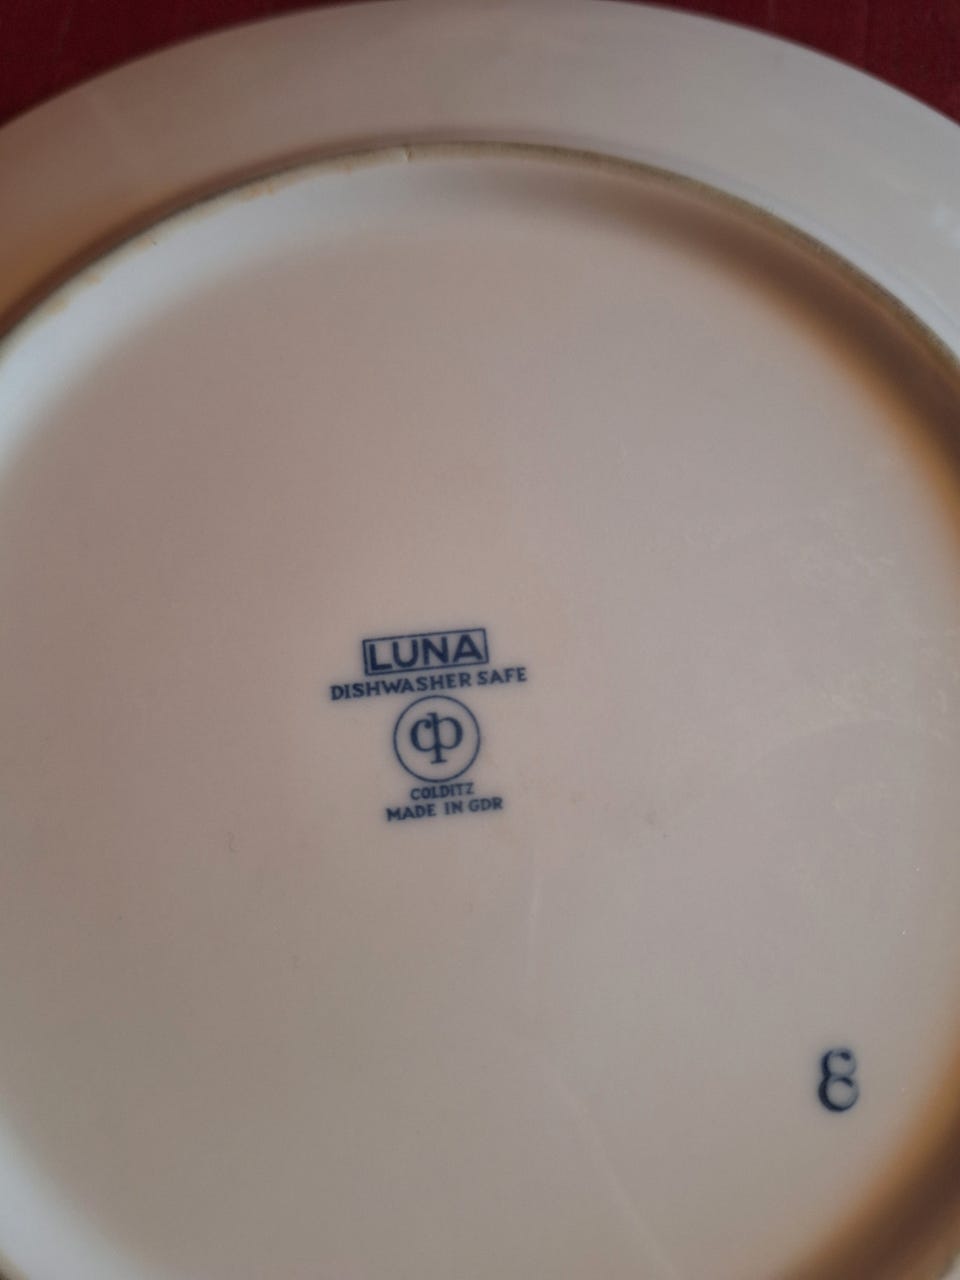 LUNA
DISHWASHER SAFE
cp
COLDITZ
MADE IN GDR
8